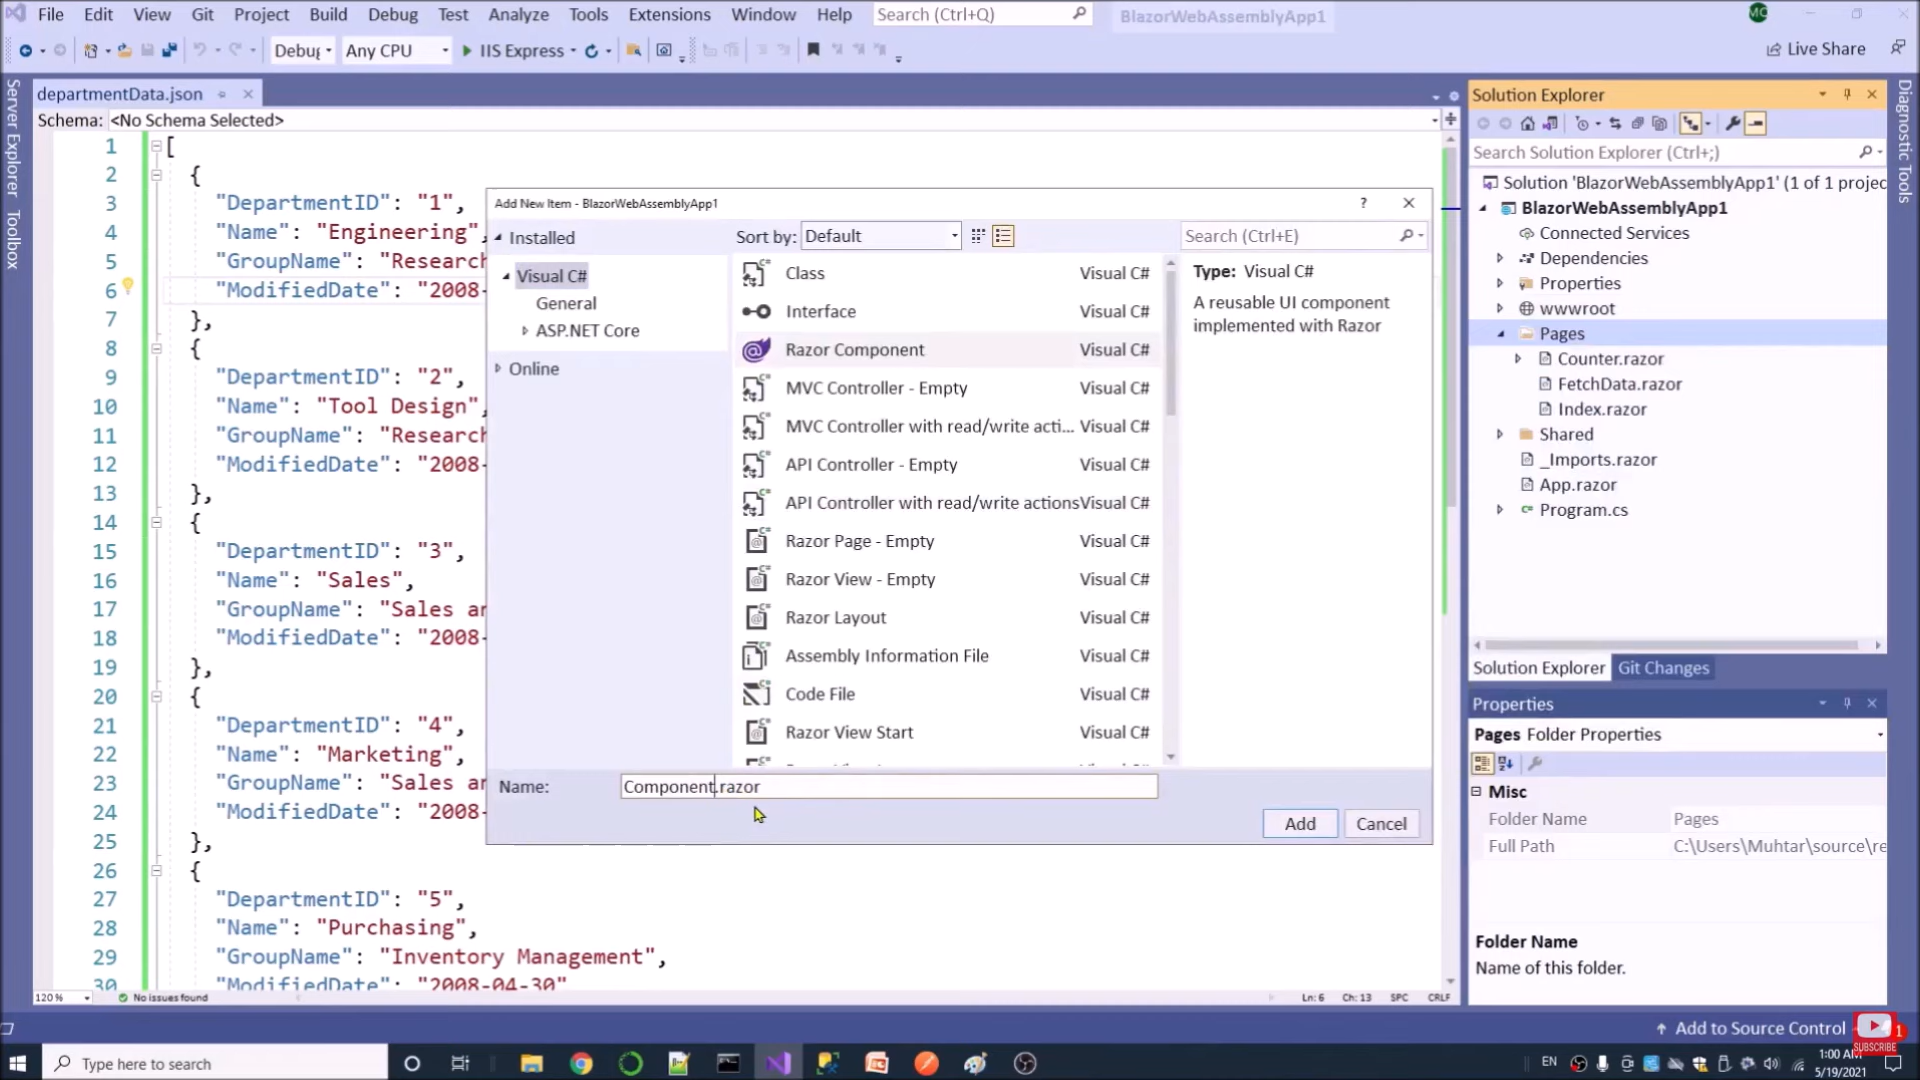 File Edit View Git Project Build Debug Test Analyze Tools Extensions Window Help Search (Ctrl+Q) BlazorWebAssemblyApp1 MC
Debug Any CPU IIS Express Live Share
Server Explorer
Toolbox
departmentData.json
Schema: <No Schema Selected>
1 [
2 {
3 "DepartmentID": "1",
4 "Name": "Engineering",
5 "GroupName": "Research
6 "ModifiedDate": "2008-
7 },
8 {
9 "DepartmentID": "2",
10 "Name": "Tool Design",
11 "GroupName": "Research
12 "ModifiedDate": "2008-
13 },
14 {
15 "DepartmentID": "3",
16 "Name": "Sales",
17 "GroupName": "Sales an
18 "ModifiedDate": "2008-
19 },
20 {
21 "DepartmentID": "4",
22 "Name": "Marketing",
23 "GroupName": "Sales an
24 "ModifiedDate": "2008-
25 },
26 {
27 "DepartmentID": "5",
28 "Name": "Purchasing",
29 "GroupName": "Inventory Management",
30 "ModifiedDate": "2008-04-30"
120 % No issues found Ln: 6 Ch: 13 SPC CRLF
Add New Item - BlazorWebAssemblyApp1 ?
Installed
Visual C#
General
ASP.NET Core
Online
Sort by: Default
Search (Ctrl+E)
Class Visual C#
Interface Visual C#
Razor Component Visual C#
MVC Controller - Empty Visual C#
MVC Controller with read/write acti... Visual C#
API Controller - Empty Visual C#
API Controller with read/write actions Visual C#
Razor Page - Empty Visual C#
Razor View - Empty Visual C#
Razor Layout Visual C#
Assembly Information File Visual C#
Code File Visual C#
Razor View Start Visual C#
Type: Visual C#
A reusable UI component
implemented with Razor
Name: Component.razor
Add Cancel
Solution Explorer
Search Solution Explorer (Ctrl+;)
Solution 'BlazorWebAssemblyApp1' (1 of 1 projec
BlazorWebAssemblyApp1
Connected Services
Dependencies
Properties
wwwroot
Pages
Counter.razor
FetchData.razor
Index.razor
Shared
_Imports.razor
App.razor
Program.cs
Solution Explorer Git Changes
Properties
Pages Folder Properties
Misc
Folder Name Pages
Full Path C:\Users\Muhtar\source\re
Folder Name
Name of this folder.
Diagnostic Tools
Add to Source Control
SUBSCRIBE
1
Type here to search
EN
1:00 AM
5/19/2021